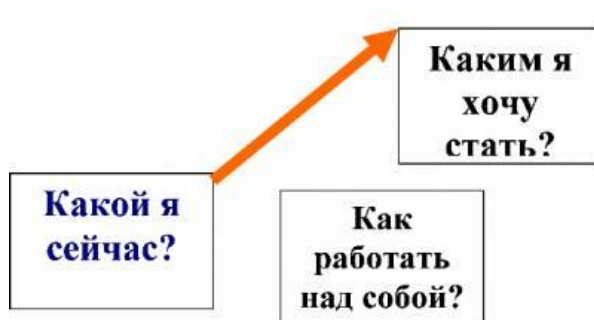 Каким я
хочу
стать?
Какой я
сейчас?
Как
работать
над собой?